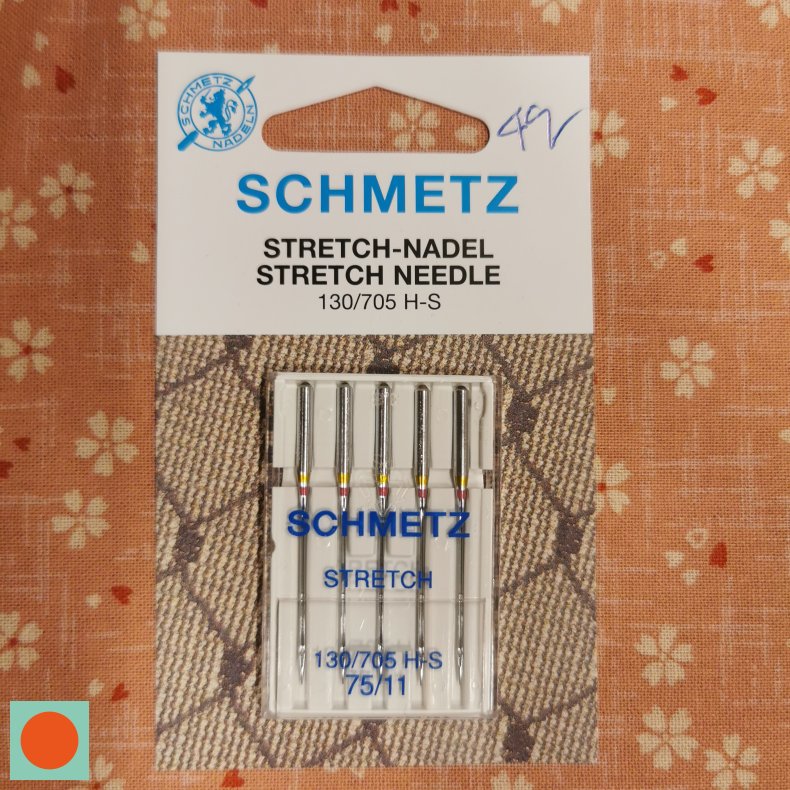 SCHMETZ
NADELN
SCHMETZ
STRETCH-NADEL
STRETCH NEEDLE
130/705 H-S
SCHMETZ
STRETCH
130/705 H-S
75/11